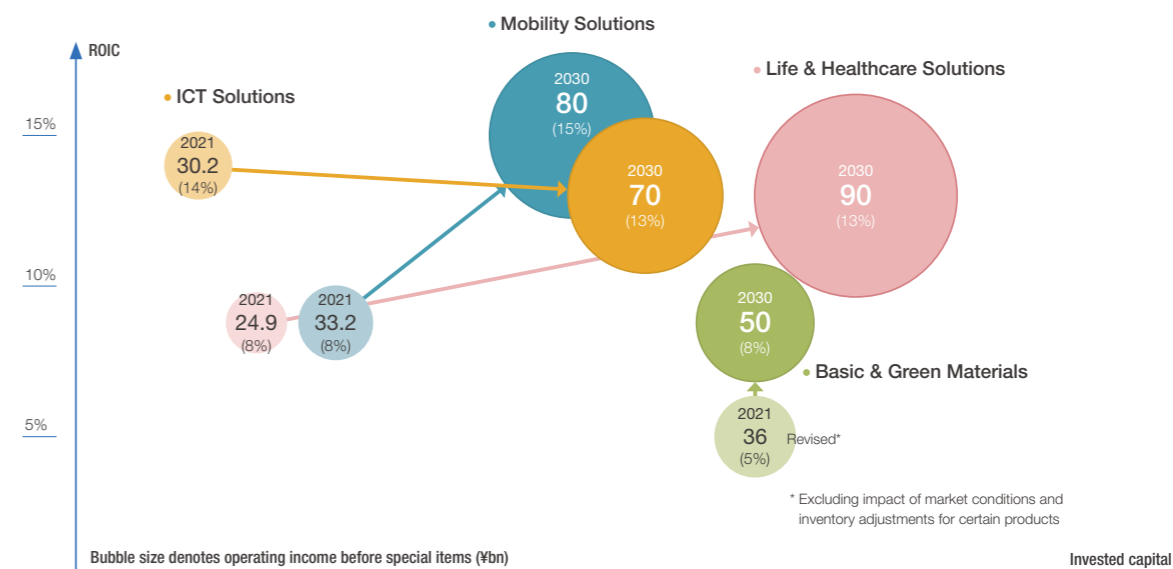 • Mobility Solutions
ROIC
• Life & Healthcare Solutions
• ICT Solutions
15%
10%
5%
2021
30.2
(14%)
2030
80
(15%)
2030
70
(13%)
2030
90
(13%)
2021
24.9
(8%)
2021
33.2
(8%)
2030
50
(8%)
• Basic & Green Materials
2021
36
(5%)
Revised*
* Excluding impact of market conditions and
inventory adjustments for certain products
Bubble size denotes operating income before special items (¥bn)
Invested capital